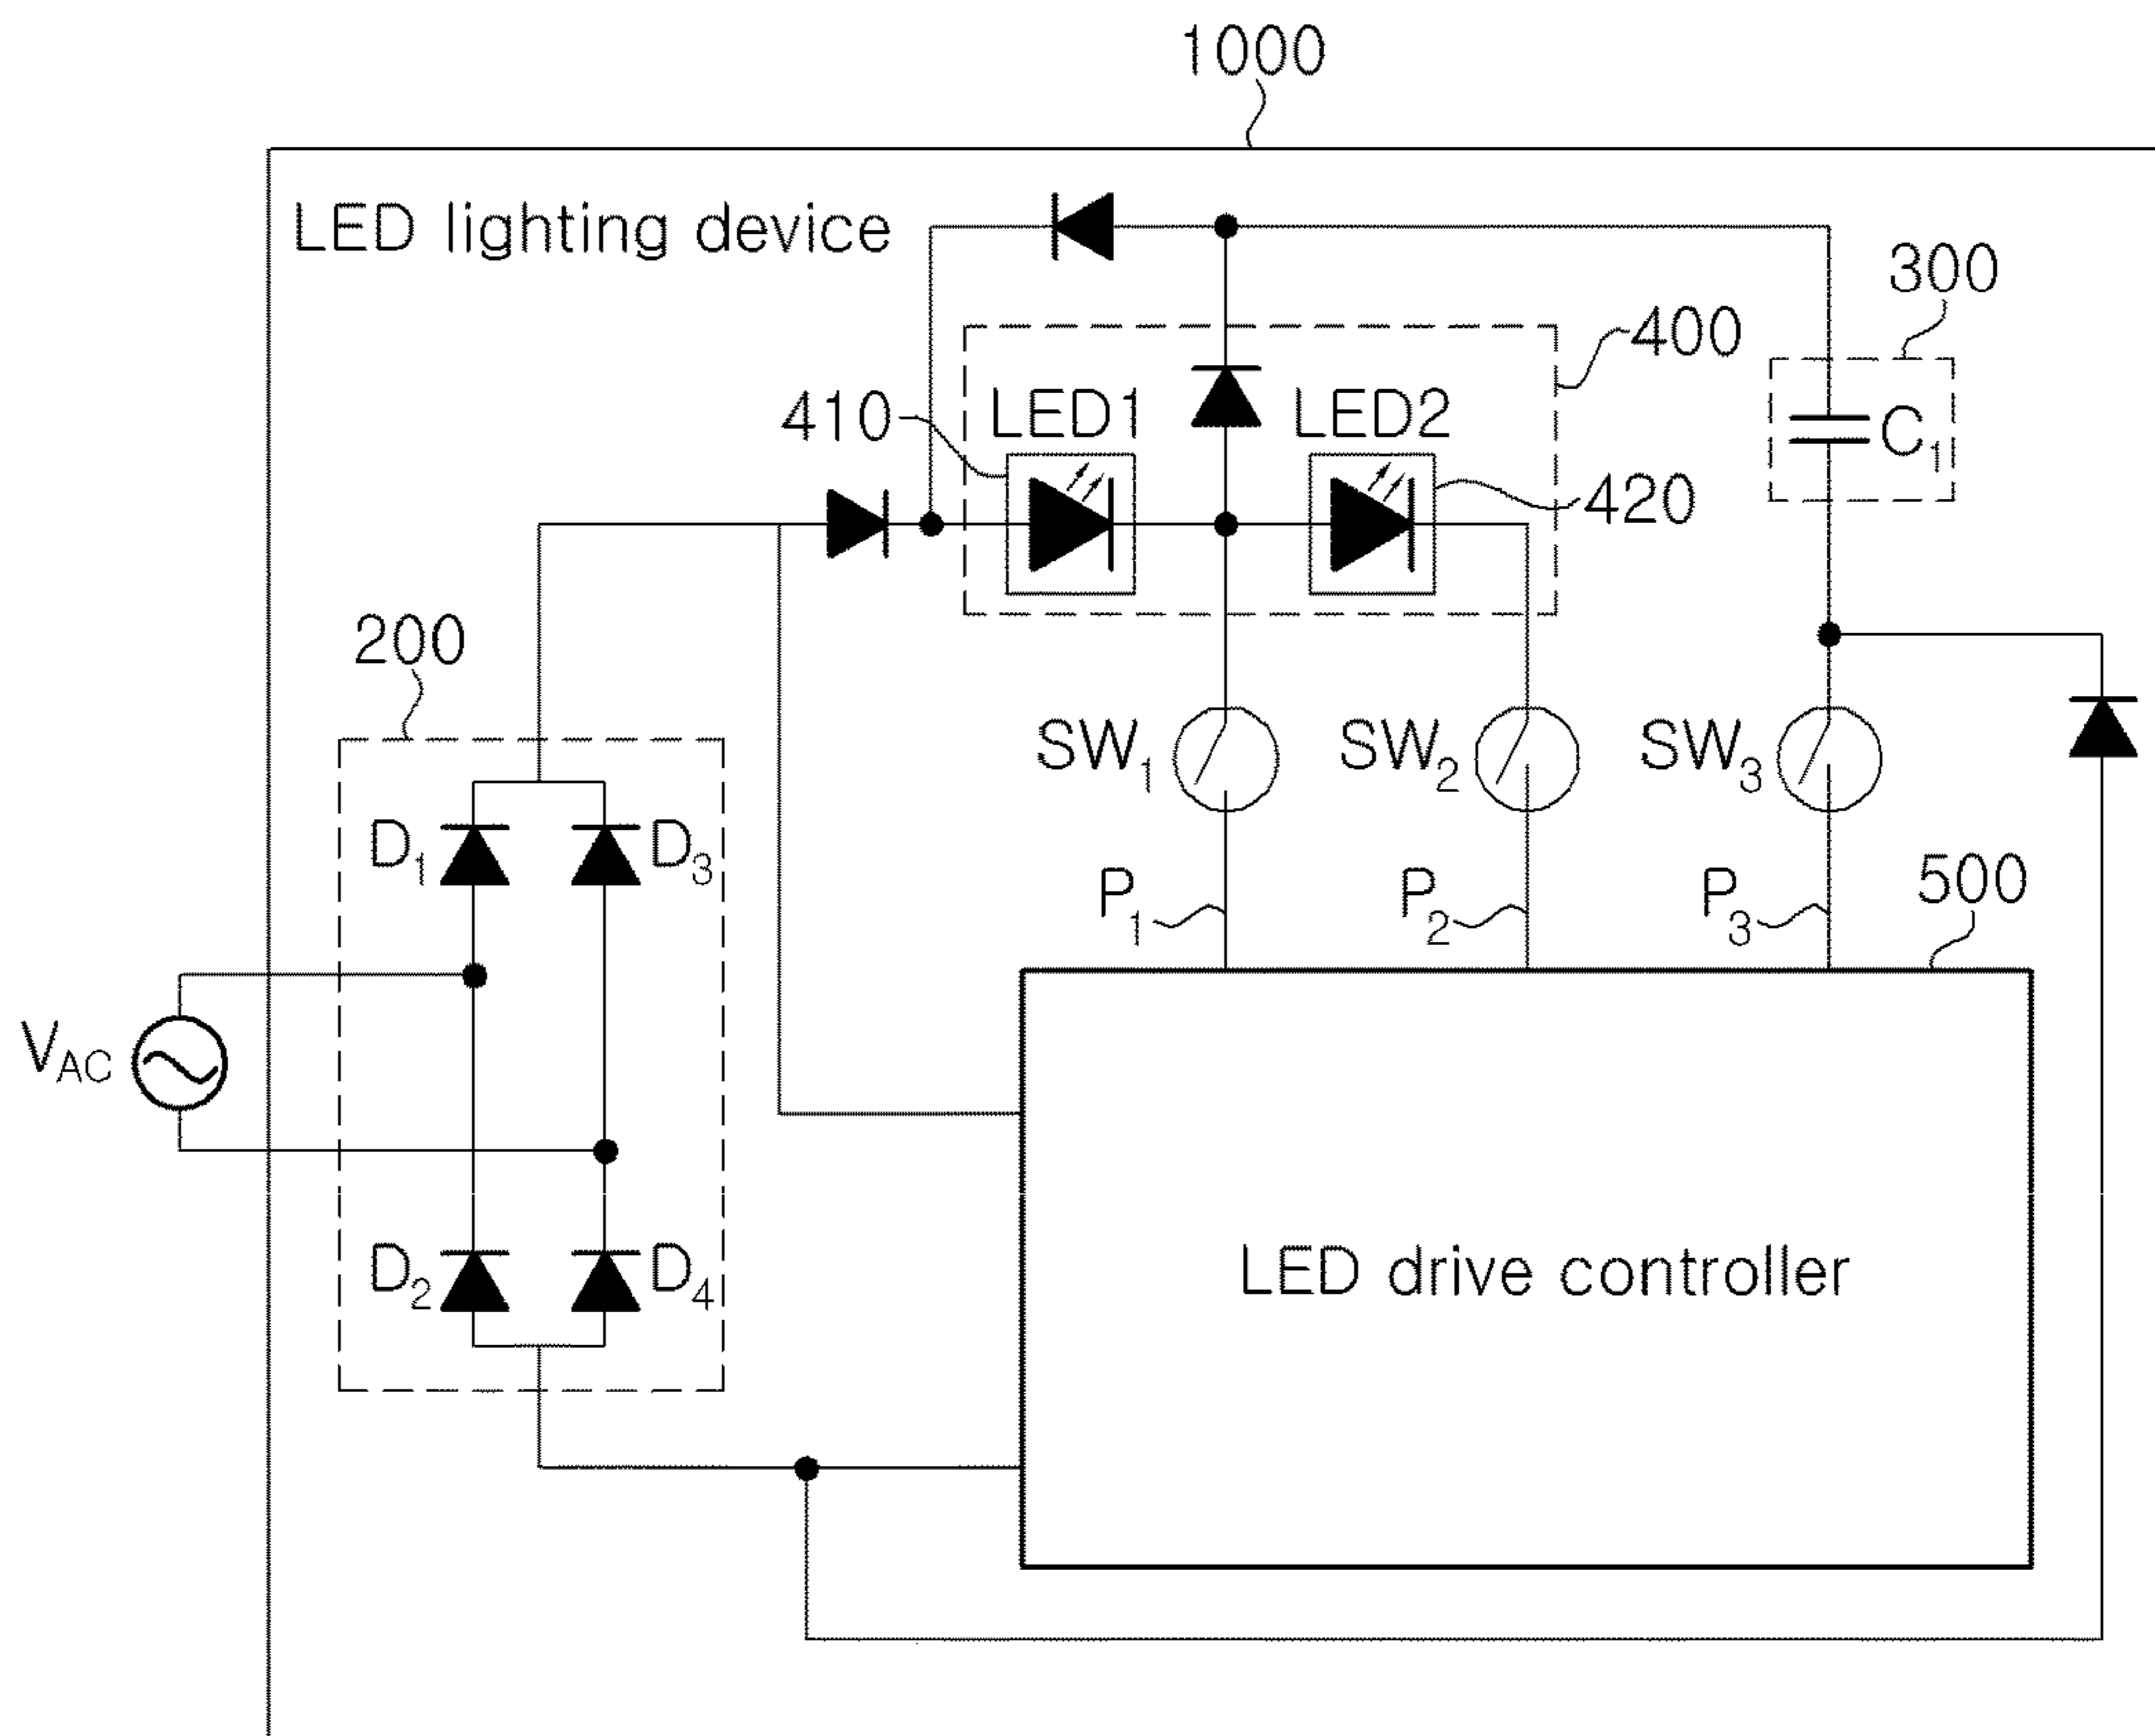 1000
LED lighting device
300
400
410
LED1
LED2
C1
420
200
SW1
SW2
SW3
D1
D3
P1
P2
P3
500
VAC
D2
D4
LED drive controller